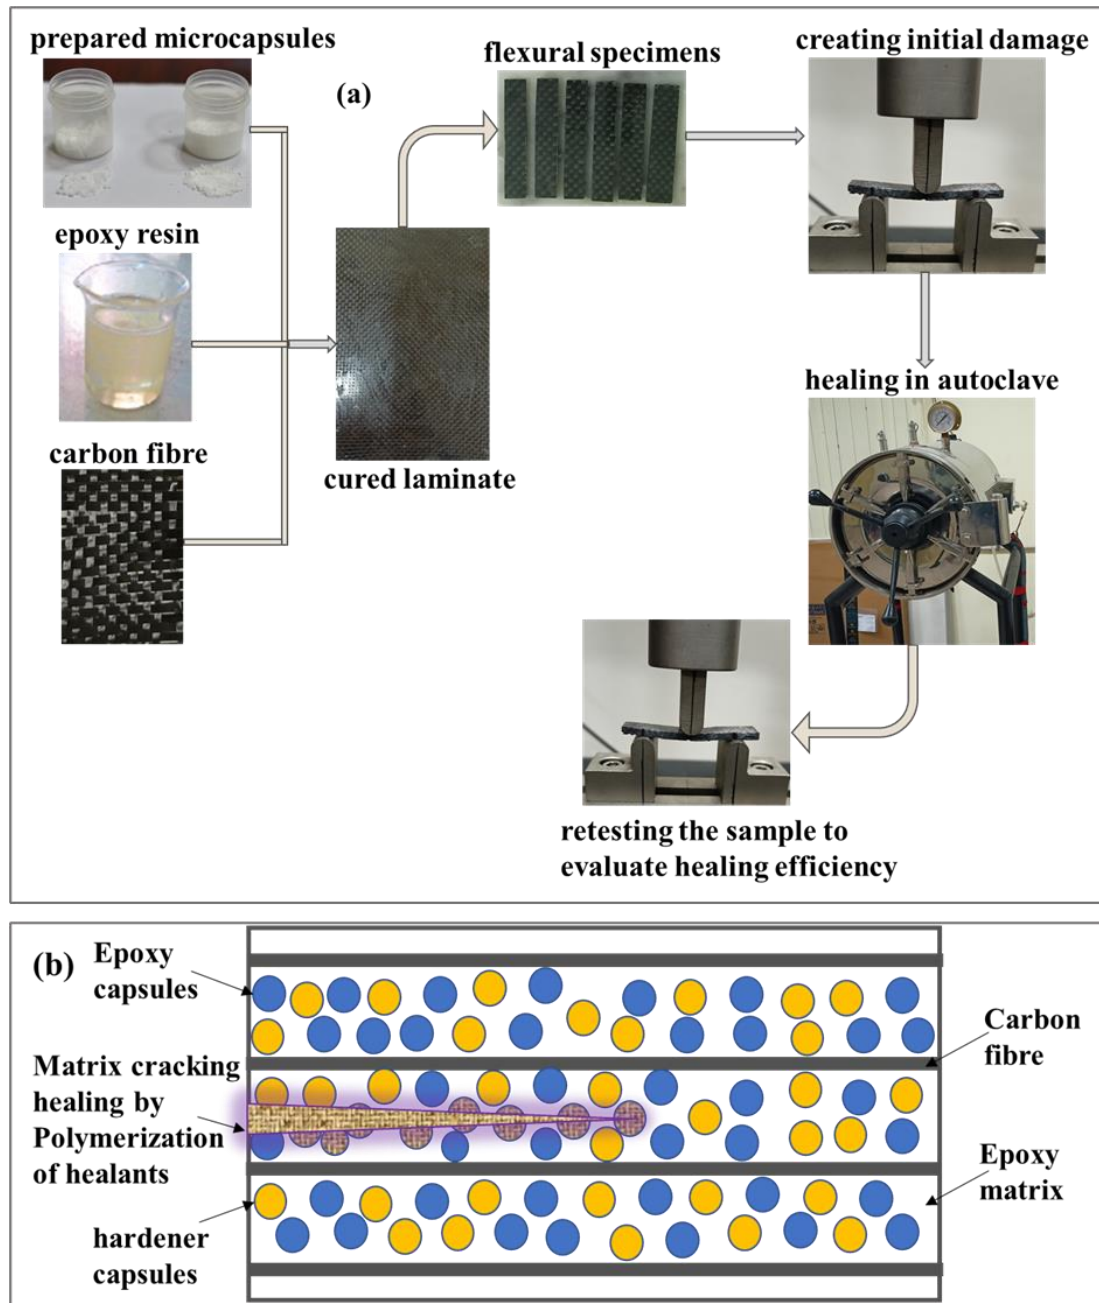 prepared microcapsules
(a)
flexural specimens
creating initial damage
epoxy resin
carbon fibre
cured laminate
healing in autoclave
retesting the sample to
evaluate healing efficiency
(b)
Epoxy
capsules
Matrix cracking
healing by
Polymerization
of healants
hardener
capsules
Carbon
fibre
Epoxy
matrix